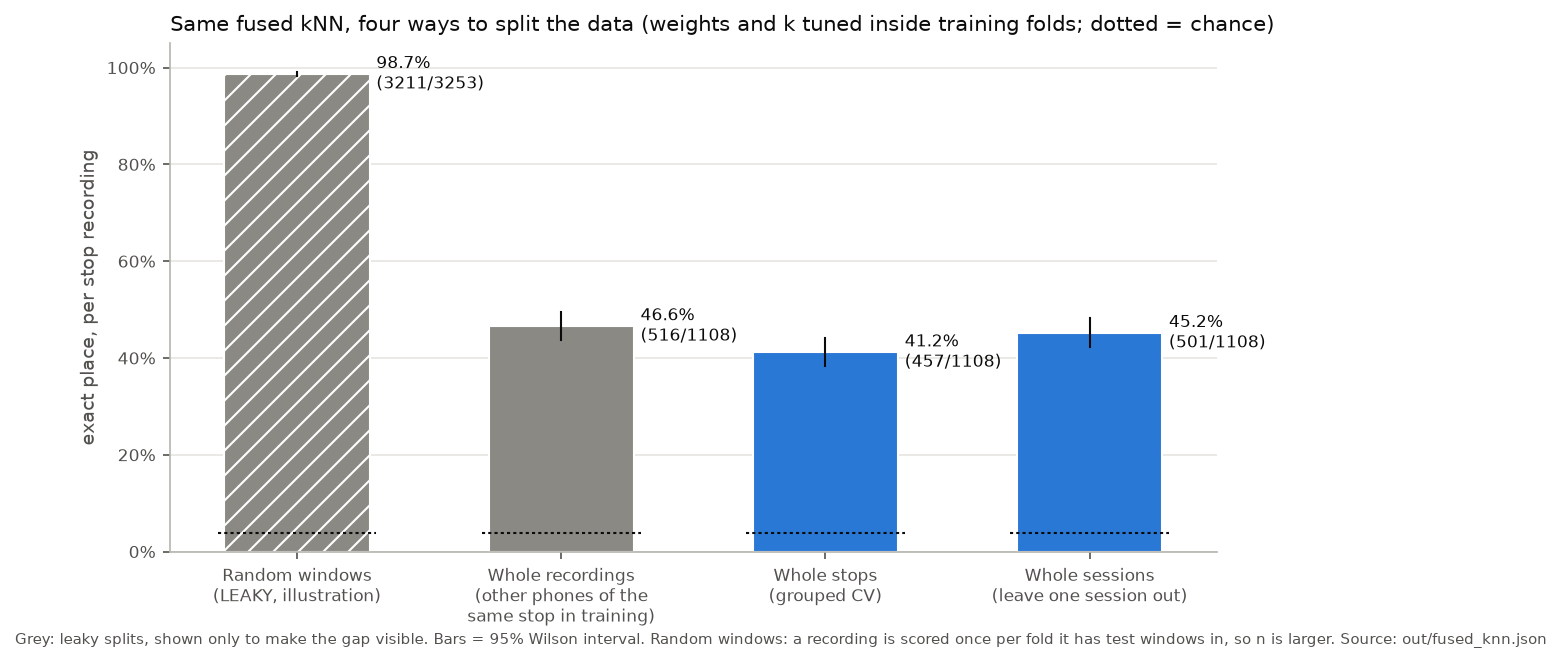 Same fused kNN, four ways to split the data (weights and k tuned inside training folds; dotted = chance)
exact place, per stop recording
100%
80%
60%
40%
20%
0%
98.7%
(3211/3253)
46.6%
(516/1108)
41.2%
(457/1108)
45.2%
(501/1108)
Random windows
(LEAKY, illustration)
Whole recordings
(other phones of the
same stop in training)
Whole stops
(grouped CV)
Whole sessions
(leave one session out)
Grey: leaky splits, shown only to make the gap visible. Bars = 95% Wilson interval. Random windows: a recording is scored once per fold it has test windows in, so n is larger. Source: out/fused_knn.json